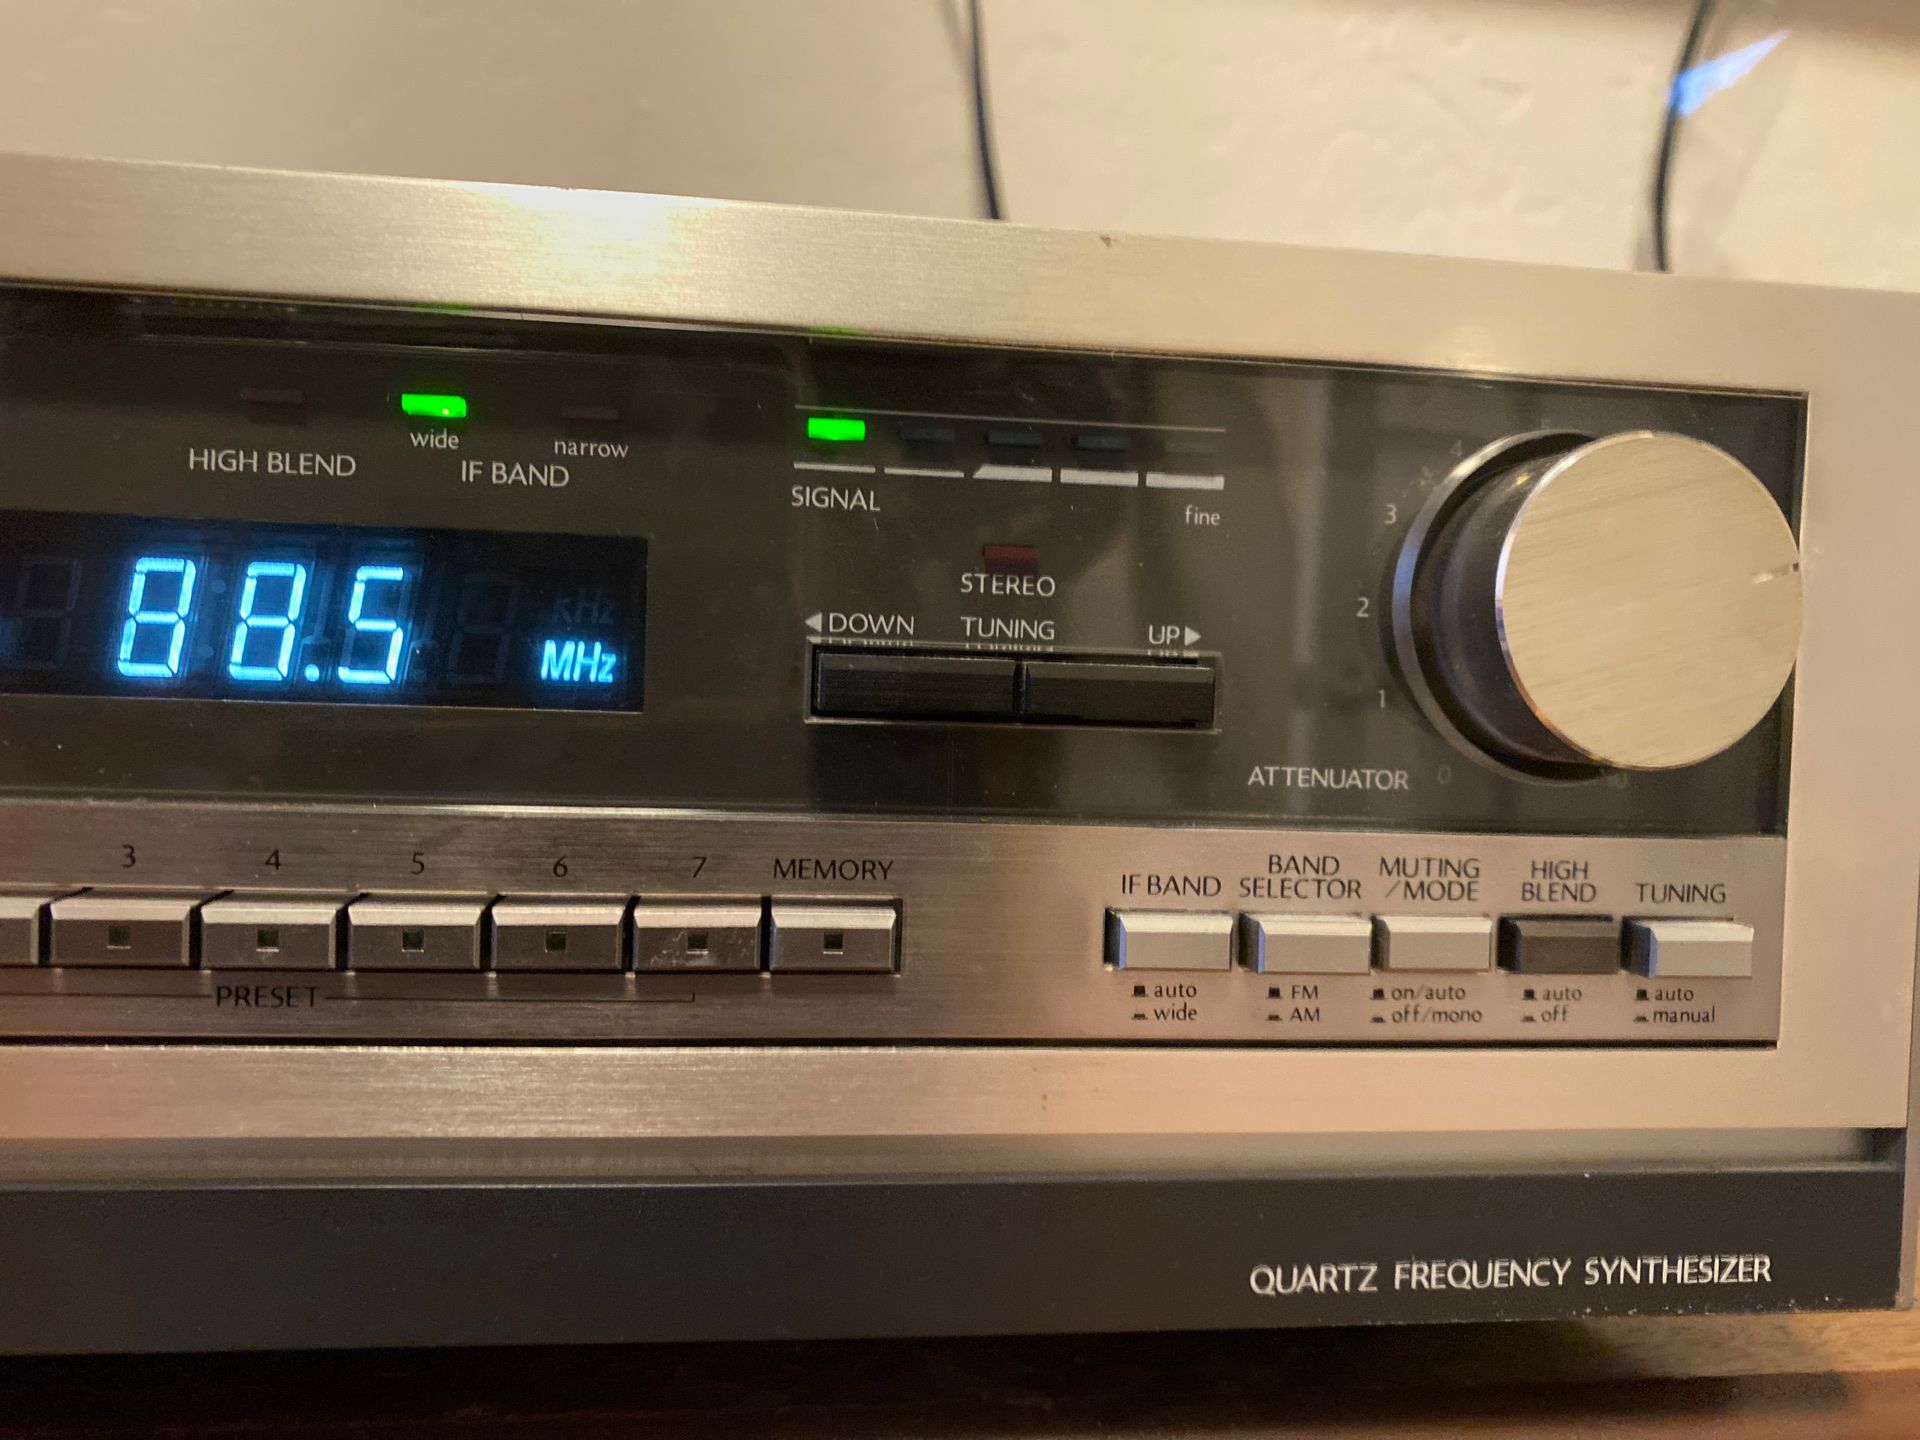 HIGH BLEND
wide
narrow
IF BAND
SIGNAL
fine
STEREO
88.5
kHz
MHz
DOWN TUNING UP
5
4
3
2
1
0
ATTENUATOR
3 4 5 6 7 MEMORY
PRESET
IF BAND
auto
wide
BAND
SELECTOR
FM
AM
MUTING
/MODE
on/auto
off/mono
HIGH
BLEND
auto
off
TUNING
auto
manual
QUARTZ FREQUENCY SYNTHESIZER